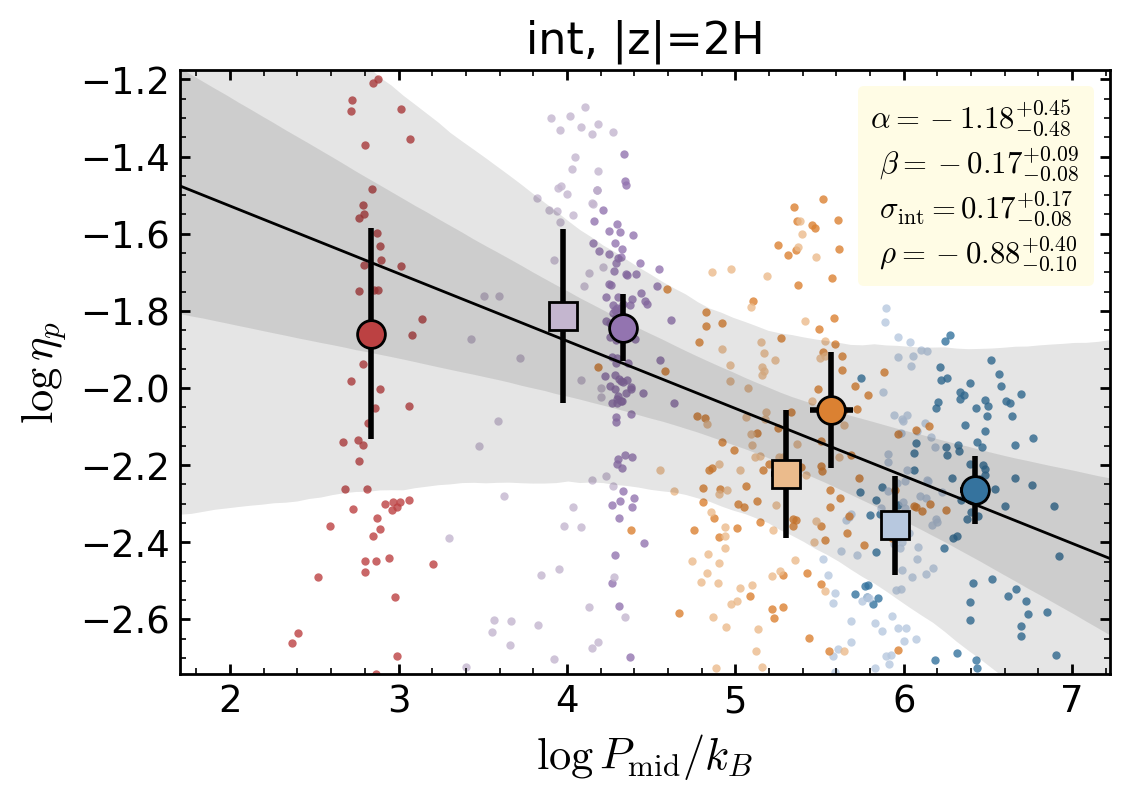 int, |z|=2H
−1.2
−1.4
−1.6
−1.8
−2.0
−2.2
−2.4
−2.6
log η_p
α = − 1.18^{+0.45}_{−0.48}
β = − 0.17^{+0.09}_{−0.08}
σ_int = 0.17^{+0.17}_{−0.08}
ρ = − 0.88^{+0.40}_{−0.10}
2 3 4 5 6 7
log P_mid/k_B